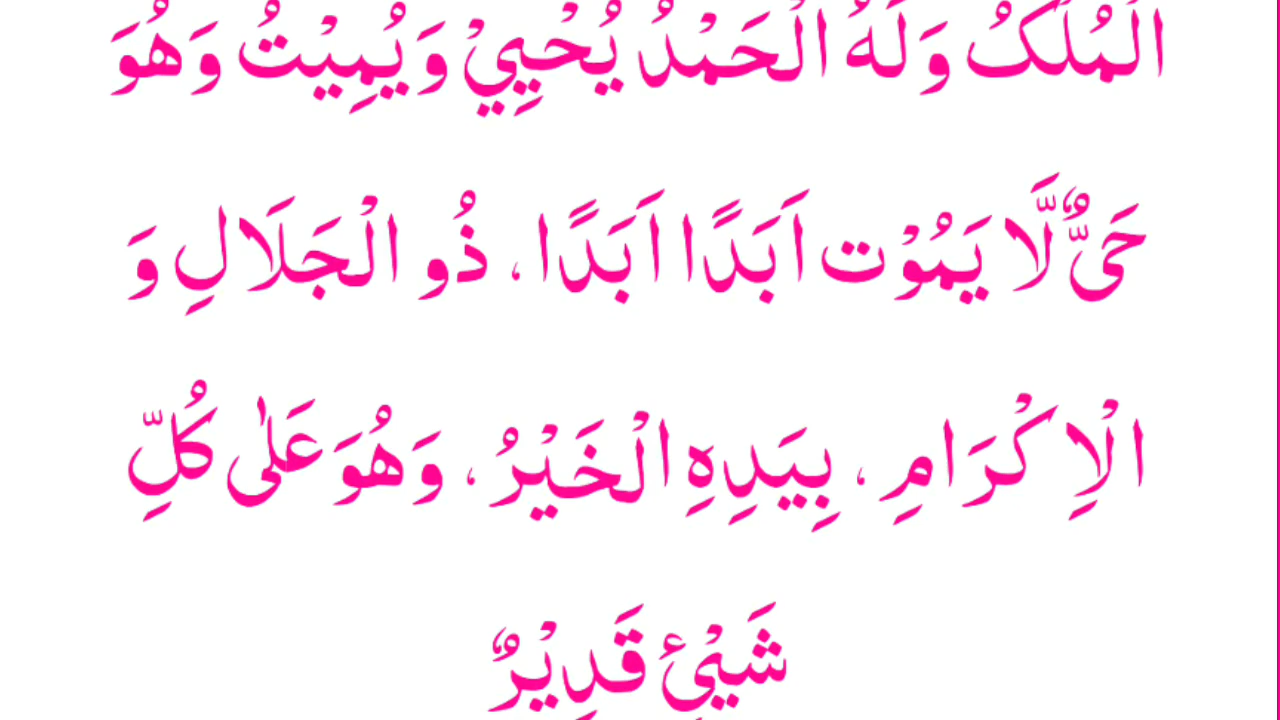 الْمُلْكُ وَلَهُ الْحَمْدُ يُحْيِيْ وَيُمِيْتُ وَهُوَ
حَیٌّ لَّا يَمُوْت اَبَدًا اَبَدًا، ذُو الْجَلَالِ وَ
الْاِكْرَامِ، بِيَدِهِ الْخَيْرُ، وَهُوَ عَلٰى كُلِّ
شَيْئٍ قَدِيْرٌ